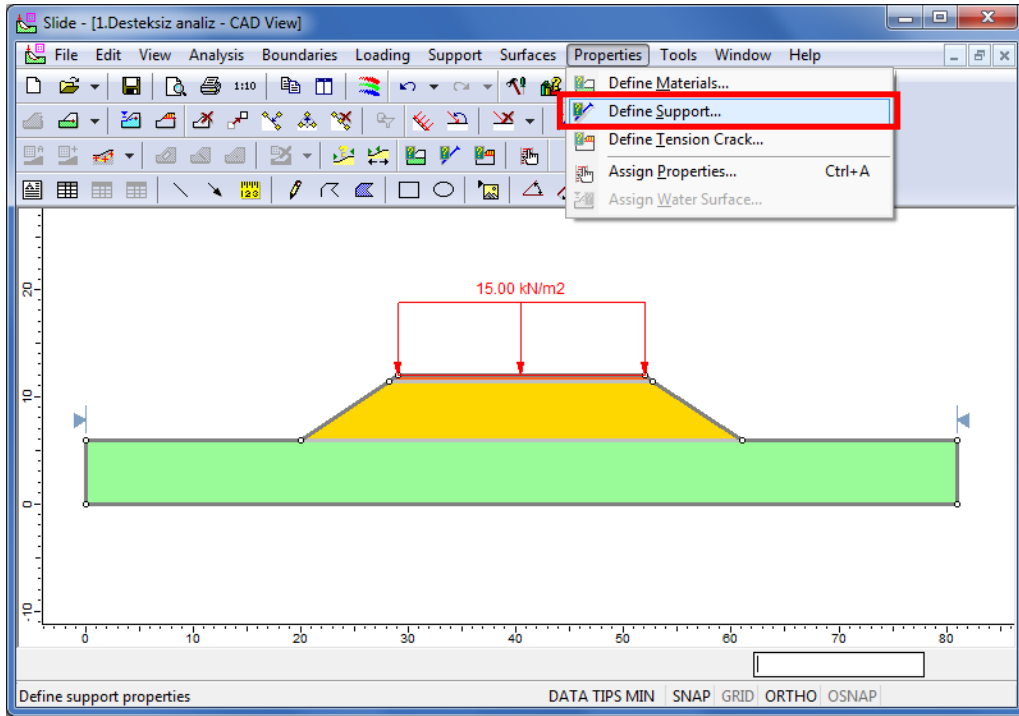 Slide - [1.Desteksiz analiz - CAD View]
File Edit View Analysis Boundaries Loading Support Surfaces Properties Tools Window Help
1:10
Define Materials...
Define Support...
Define Tension Crack...
Assign Properties... Ctrl+A
Assign Water Surface...
15.00 kN/m2
20
10
0
-10
0 10 20 30 40 50 60 70 80
Define support properties
DATA TIPS MIN SNAP GRID ORTHO OSNAP